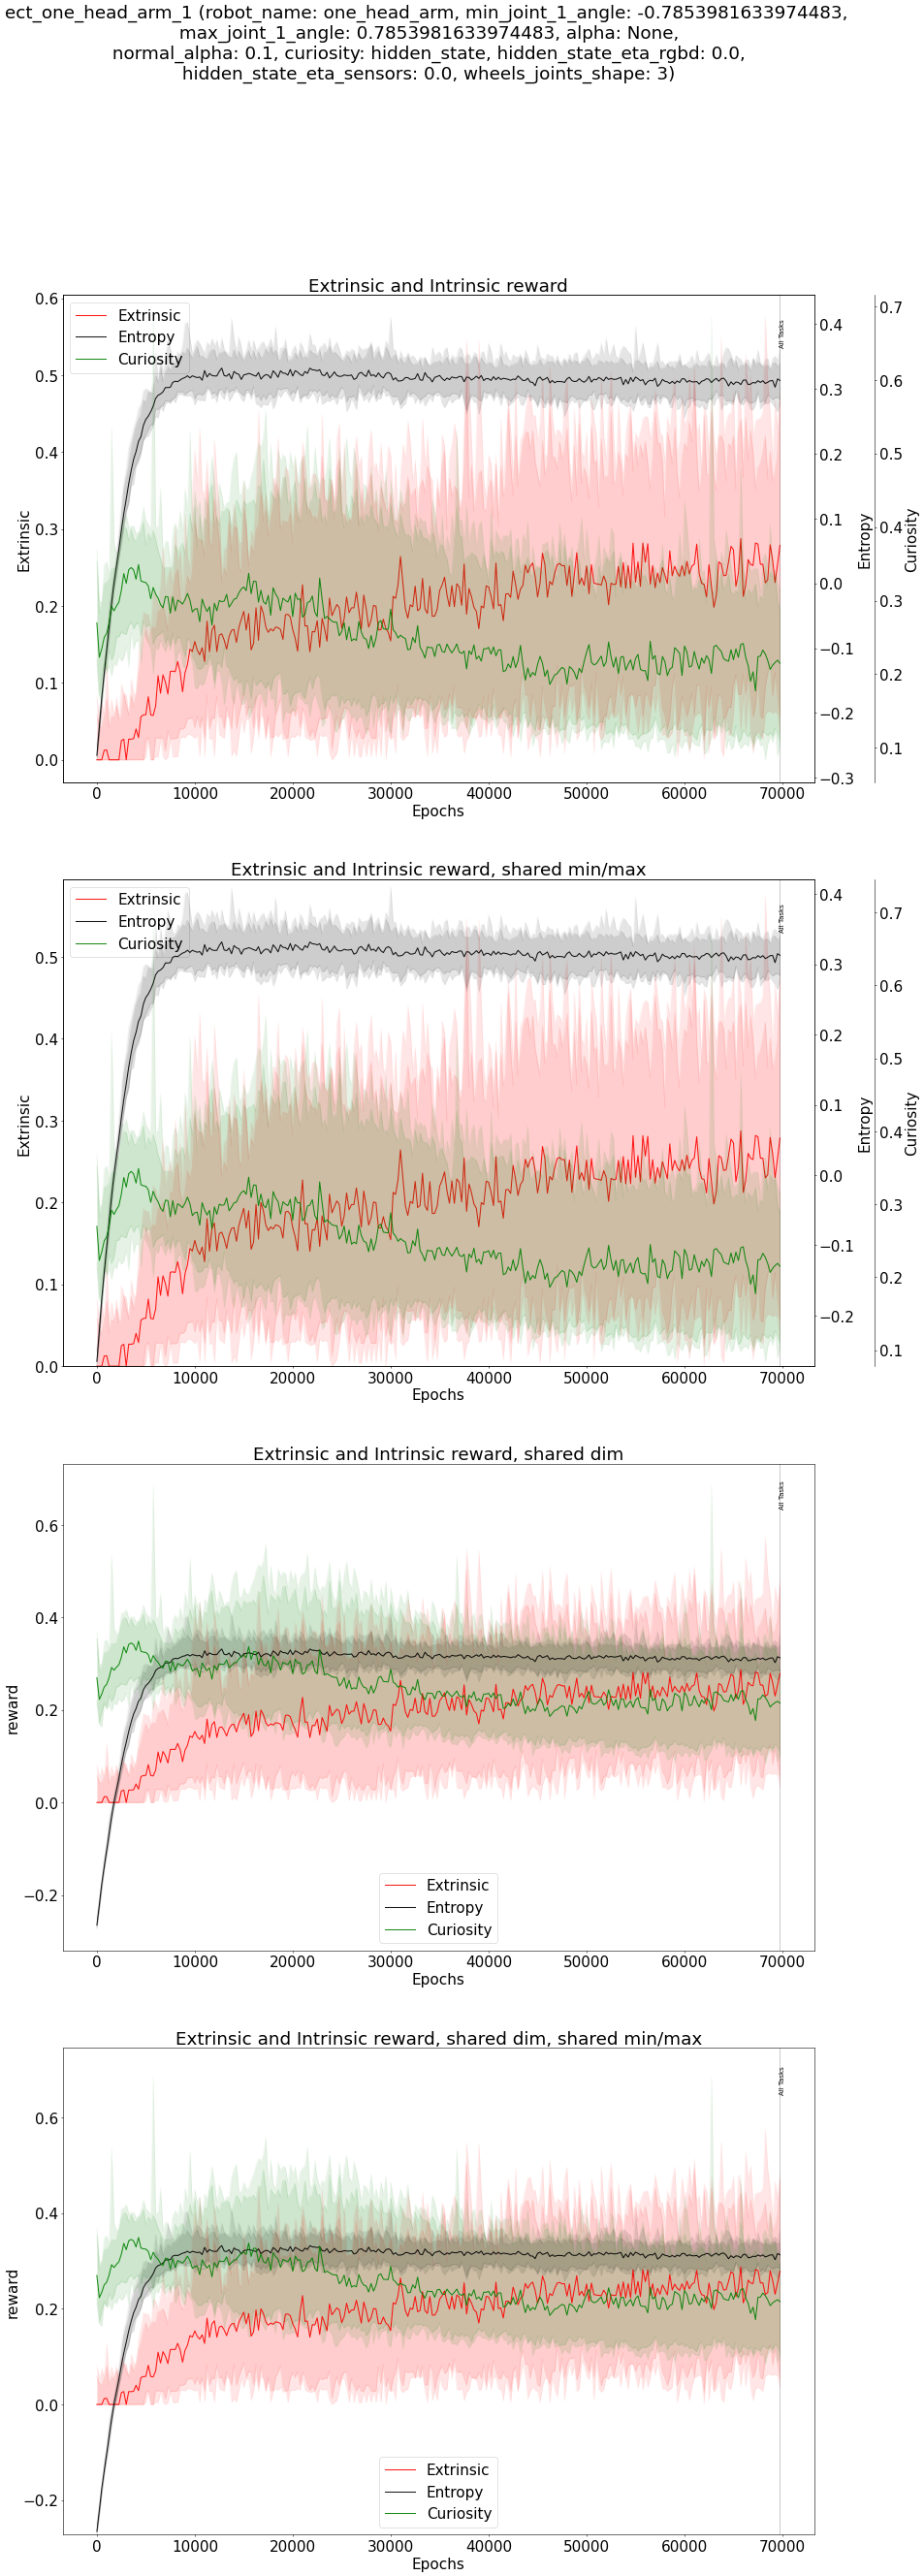 ect_one_head_arm_1 (robot_name: one_head_arm, min_joint_1_angle: -0.7853981633974483,
max_joint_1_angle: 0.7853981633974483, alpha: None,
normal_alpha: 0.1, curiosity: hidden_state, hidden_state_eta_rgbd: 0.0,
hidden_state_eta_sensors: 0.0, wheels_joints_shape: 3)
Extrinsic and Intrinsic reward
Extrinsic
Entropy
Curiosity
All Tasks
0.6
0.5
0.4
0.3
0.2
0.1
0.0
Extrinsic
0.4
0.3
0.2
0.1
0.0
−0.1
−0.2
−0.3
Entropy
0.7
0.6
0.5
0.4
0.3
0.2
0.1
Curiosity
0 10000 20000 30000 40000 50000 60000 70000
Epochs
Extrinsic and Intrinsic reward, shared min/max
Extrinsic
Entropy
Curiosity
All Tasks
0.5
0.4
0.3
0.2
0.1
0.0
Extrinsic
0.4
0.3
0.2
0.1
0.0
−0.1
−0.2
Entropy
0.7
0.6
0.5
0.4
0.3
0.2
0.1
Curiosity
0 10000 20000 30000 40000 50000 60000 70000
Epochs
Extrinsic and Intrinsic reward, shared dim
All Tasks
0.6
0.4
0.2
0.0
−0.2
reward
Extrinsic
Entropy
Curiosity
0 10000 20000 30000 40000 50000 60000 70000
Epochs
Extrinsic and Intrinsic reward, shared dim, shared min/max
All Tasks
0.6
0.4
0.2
0.0
−0.2
reward
Extrinsic
Entropy
Curiosity
0 10000 20000 30000 40000 50000 60000 70000
Epochs